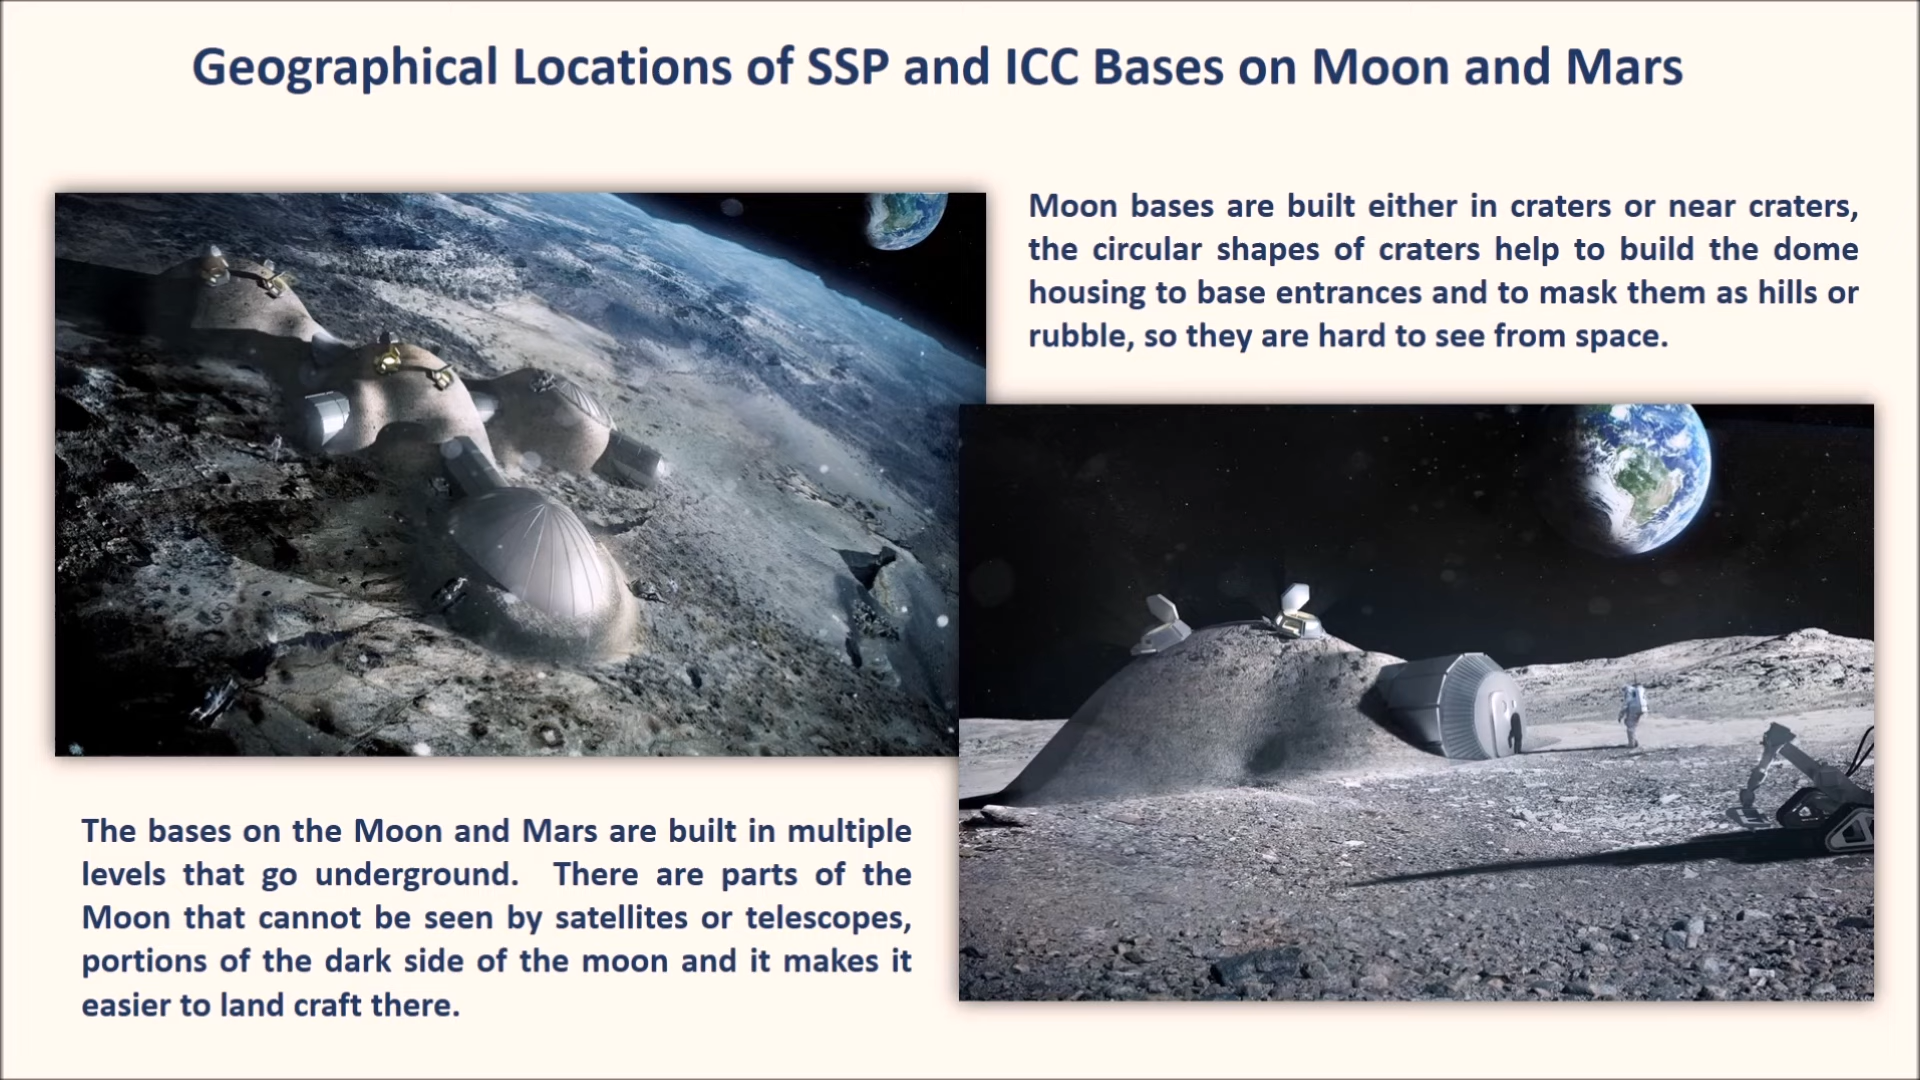 Geographical Locations of SSP and ICC Bases on Moon and Mars
Moon bases are built either in craters or near craters,
the circular shapes of craters help to build the dome
housing to base entrances and to mask them as hills or
rubble, so they are hard to see from space.
The bases on the Moon and Mars are built in multiple
levels that go underground. There are parts of the
Moon that cannot be seen by satellites or telescopes,
portions of the dark side of the moon and it makes it
easier to land craft there.